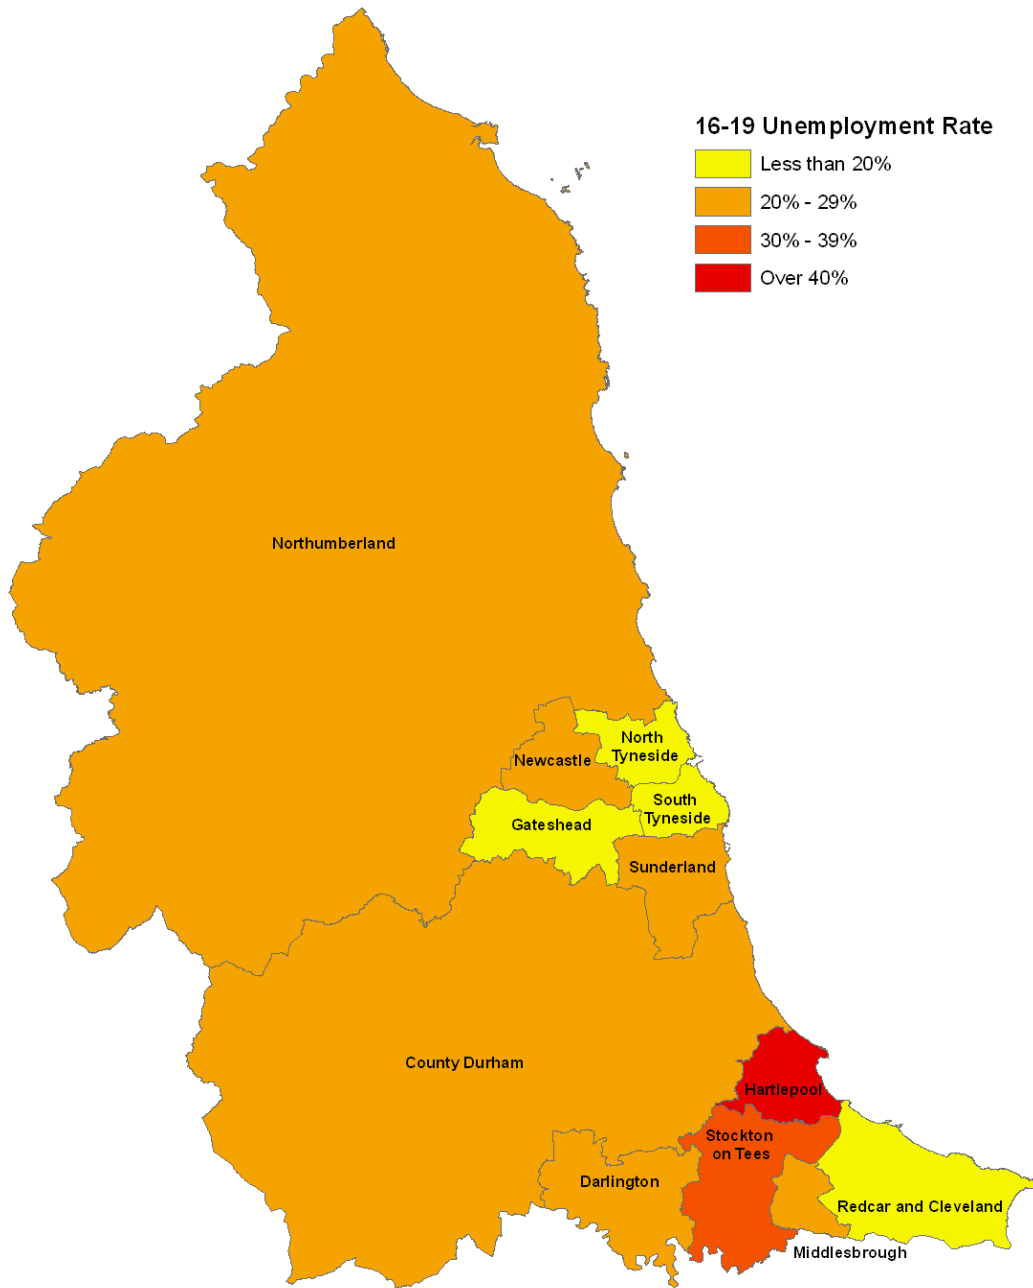 16-19 Unemployment Rate
Less than 20%
20% - 29%
30% - 39%
Over 40%
Northumberland
North
Tyneside
Newcastle
South
Tyneside
Gateshead
Sunderland
County Durham
Hartlepool
Stockton
on Tees
Darlington
Redcar and Cleveland
Middlesbrough